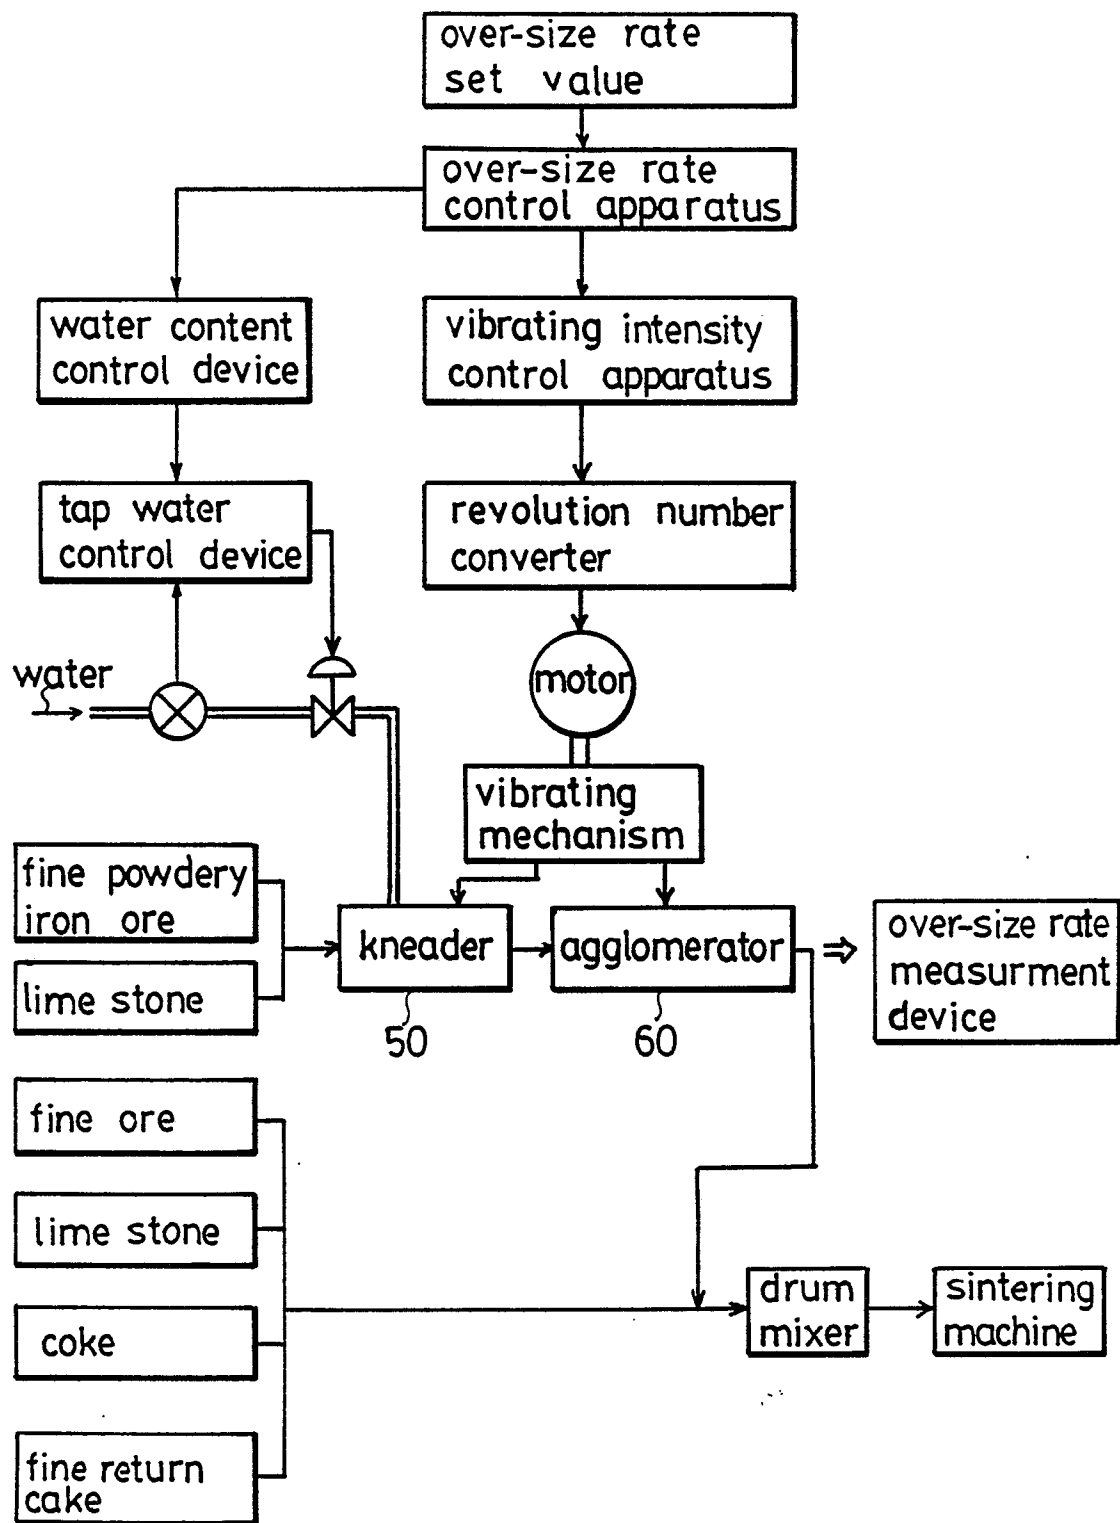 over-size rate
set value
over-size rate
control apparatus
water content
control device
vibrating intensity
control apparatus
tap water
control device
revolution number
converter
water
motor
vibrating
mechanism
fine powdery
iron ore
lime stone
kneader
agglomerator
over-size rate
measurment
device
50
60
fine ore
lime stone
coke
fine return
cake
drum
mixer
sintering
machine